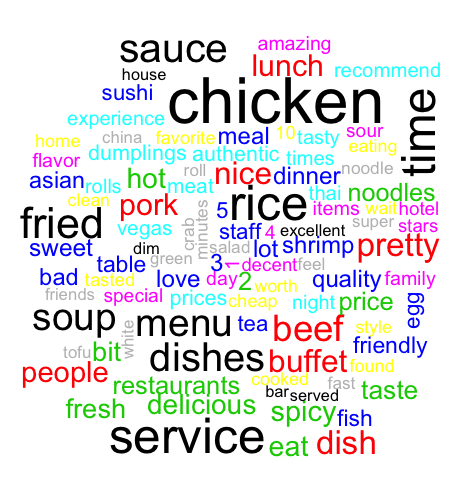 amazing
sauce
house
lunch
recommend
sushi
chicken
time
experience
home
china
favorite
meal
10
tasty
sour
eating
flavor
dumplings
authentic
times
noodle
asian
rolls
hot
roll
meat
nice
dinner
thai
noodles
clean
pork
5
rice
items
wait
hotel
fried
vegas
crab
minutes
staff
4
excellent
super
stars
sweet
dim
salad
lot
shrimp
pretty
table
green
3
1
decent
feel
bad
tasted
love
day
2
worth
quality
family
friends
special
prices
cheap
night
price
egg
soup
white
menu
tea
beef
style
friendly
tofu
bit
dishes
buffet
found
people
restaurants
cooked
bar
served
fast
taste
fresh
delicious
spicy
fish
service
eat
dish